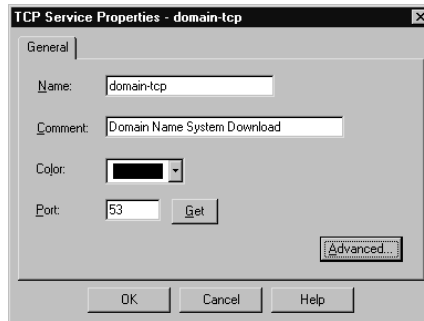 TCP Service Properties - domain-tcp
General
Name: domain-tcp
Comment: Domain Name System Download
Color:
Port: 53 Get
Advanced...
OK Cancel Help